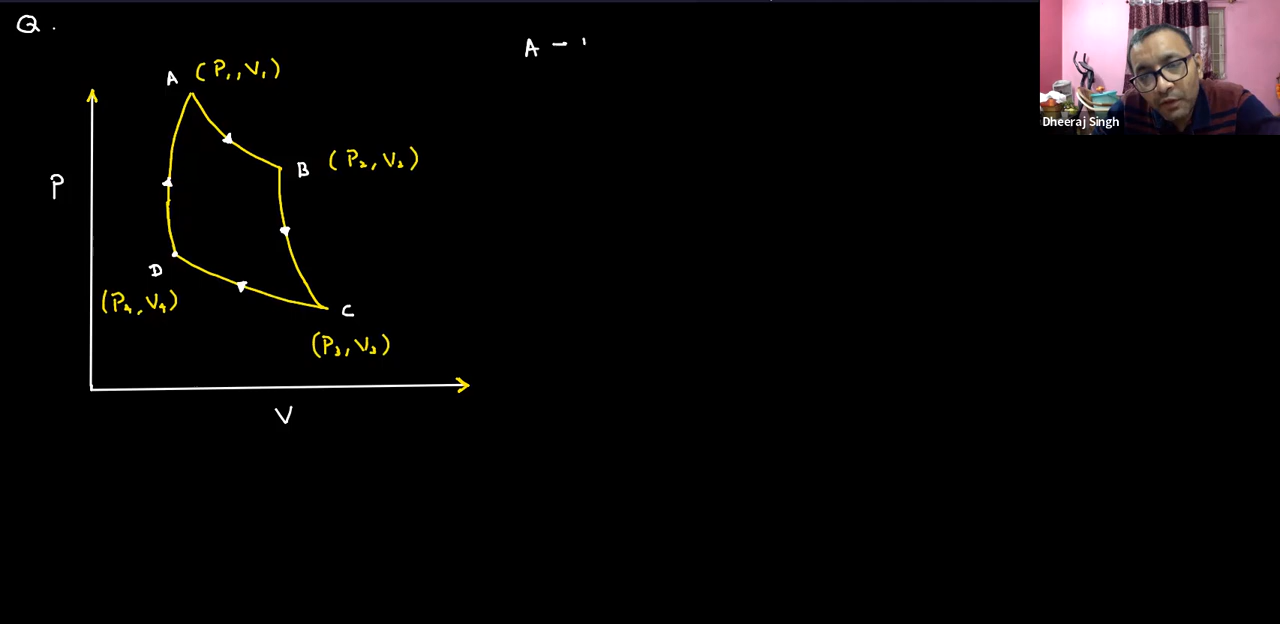 Q.
A -
A (P₁, V₁)
B (P₂, V₂)
P
D
(P₄, V₄)
C
(P₃, V₃)
V
Dheeraj Singh